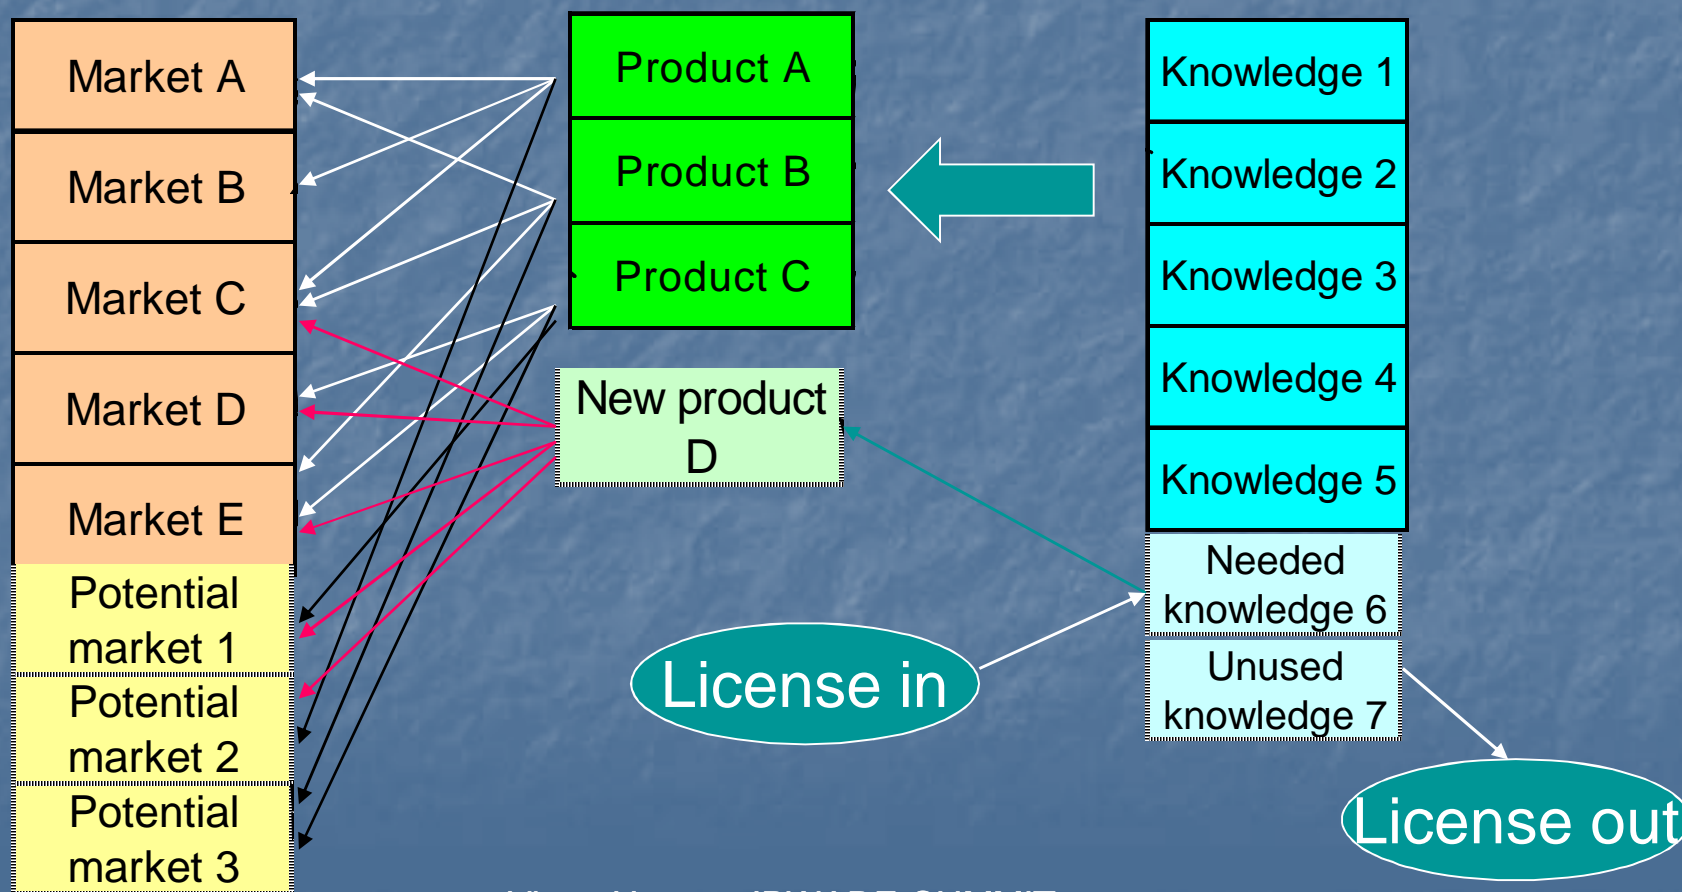 Market A
Market B
Market C
Market D
Market E
Potential
market 1
Potential
market 2
Potential
market 3
Product A
Product B
Product C
New product
D
License in
Knowledge 1
Knowledge 2
Knowledge 3
Knowledge 4
Knowledge 5
Needed
knowledge 6
Unused
knowledge 7
License out